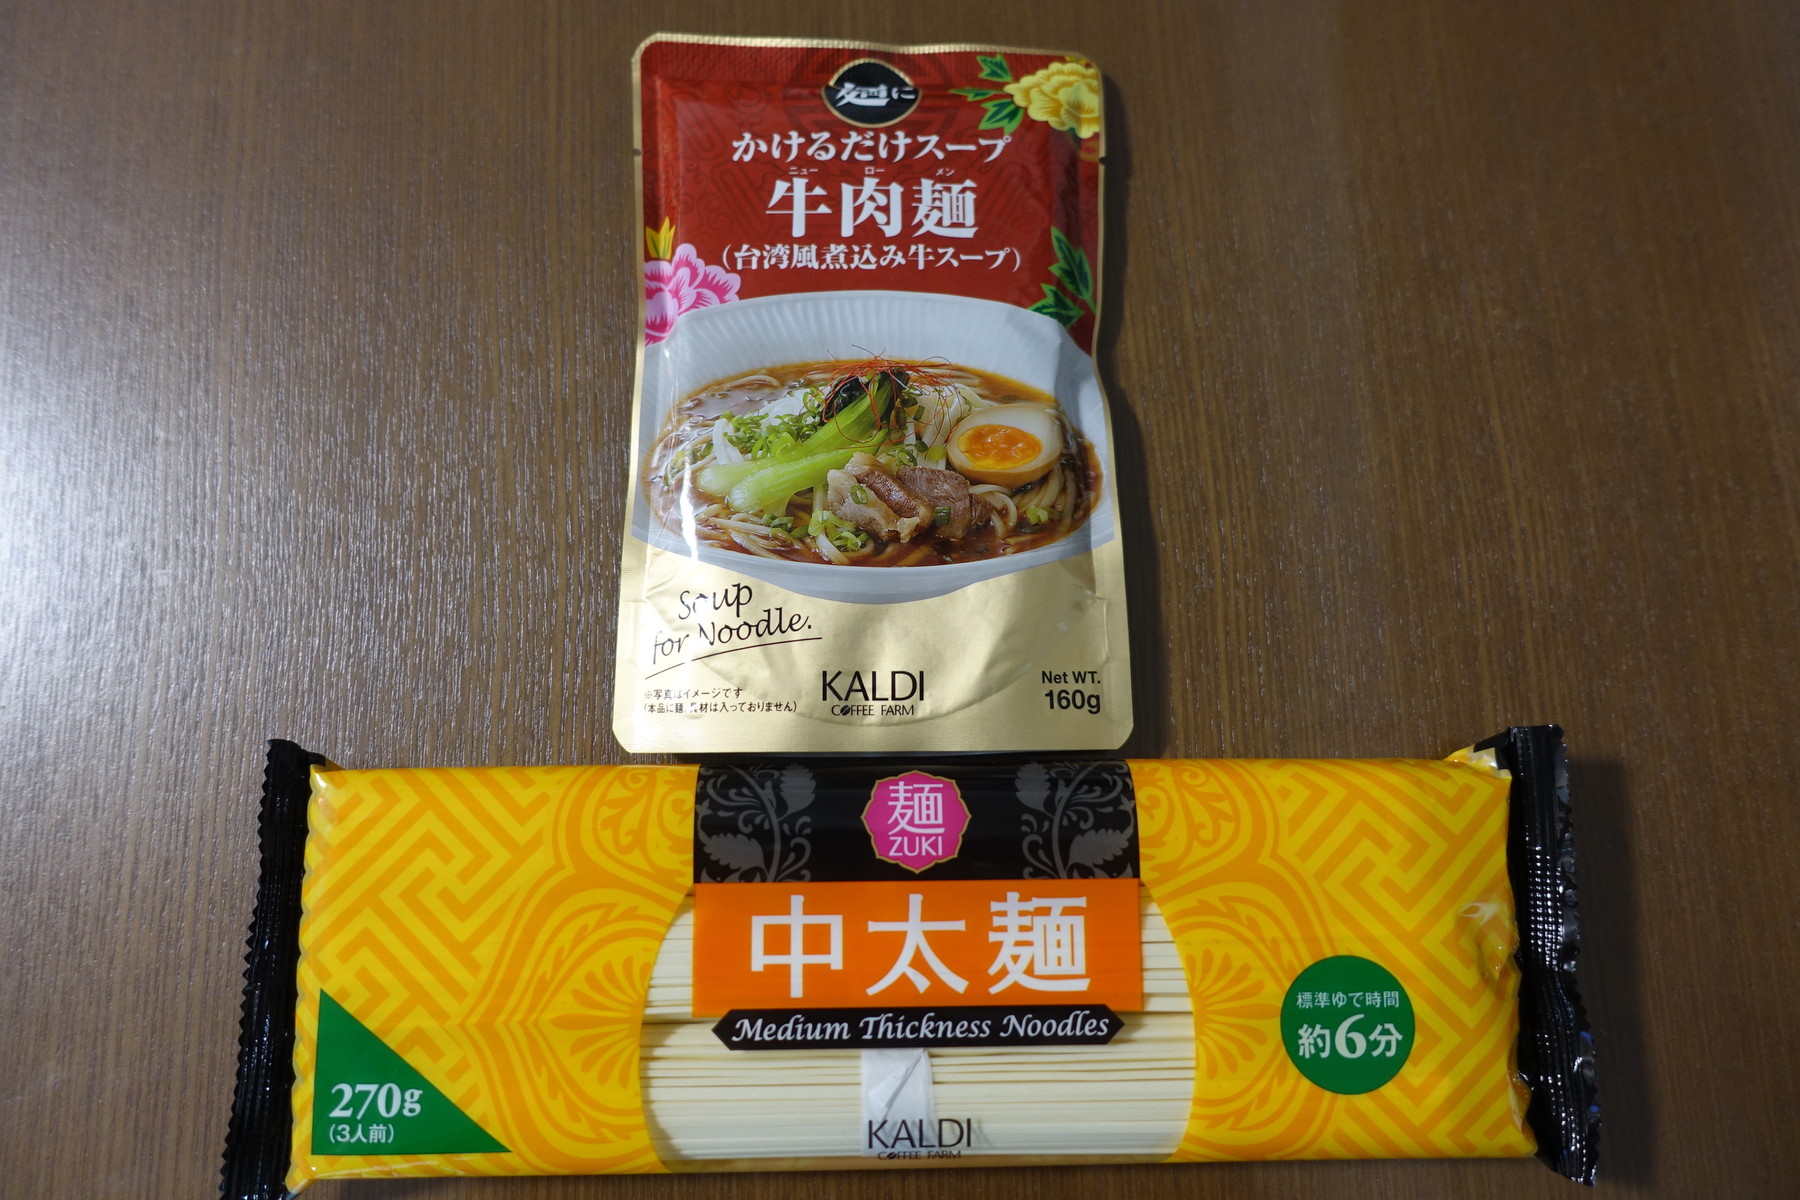 麺に
かけるだけスープ
ニューローメン
牛肉麺
(台湾風煮込み牛スープ)
Soup
for Noodle.
※写真はイメージです
(本品に麺、具材は入っておりません)
KALDI
COFFEE FARM
Net WT.
160g
麺
ZUKI
中太麺
Medium Thickness Noodles
標準ゆで時間
約6分
270g
(3人前)
KALDI
COFFEE FARM